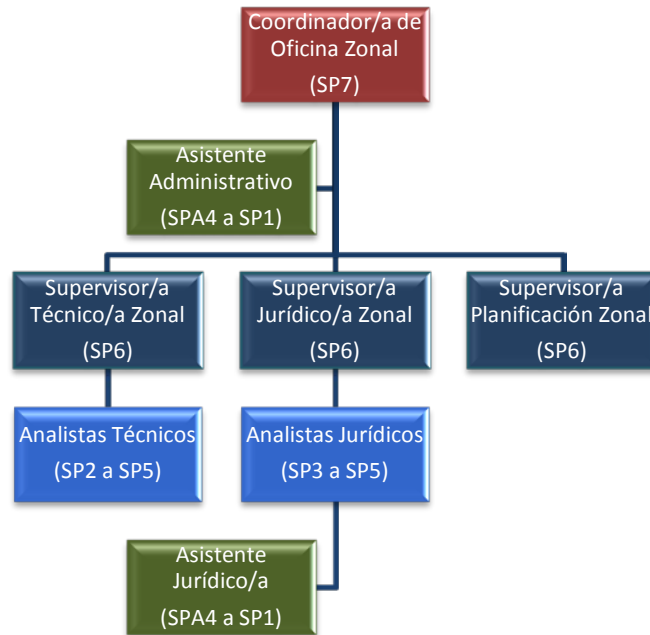 Coordinador/a de
Oficina Zonal
(SP7)
Asistente
Administrativo
(SPA4 a SP1)
Supervisor/a
Técnico/a Zonal
(SP6)
Supervisor/a
Jurídico/a Zonal
(SP6)
Supervisor/a
Planificación Zonal
(SP6)
Analistas Técnicos
(SP2 a SP5)
Analistas Jurídicos
(SP3 a SP5)
Asistente
Jurídico/a
(SPA4 a SP1)